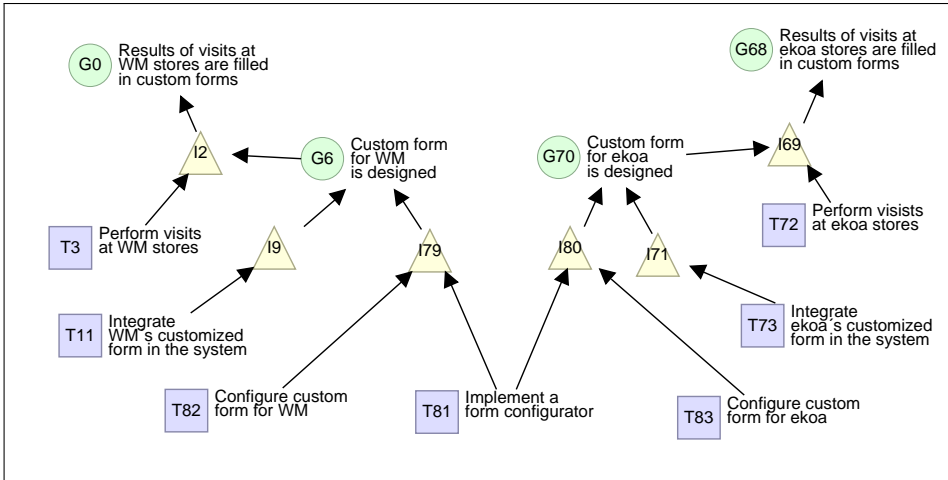 G0
Results of visits at
WM stores are filled
in custom forms
G68
Results of visits at
ekoa stores are filled
in custom forms
I2
G6
Custom form
for WM
is designed
G70
Custom form
for ekoa
is designed
I69
T3
Perform visits
at WM stores
I9
I79
I80
I71
T72
Perform visists
at ekoa stores
T11
Integrate
WM´s customized
form in the system
T73
Integrate
ekoa´s customized
form in the system
T82
Configure custom
form for WM
T81
Implement a
form configurator
T83
Configure custom
form for ekoa